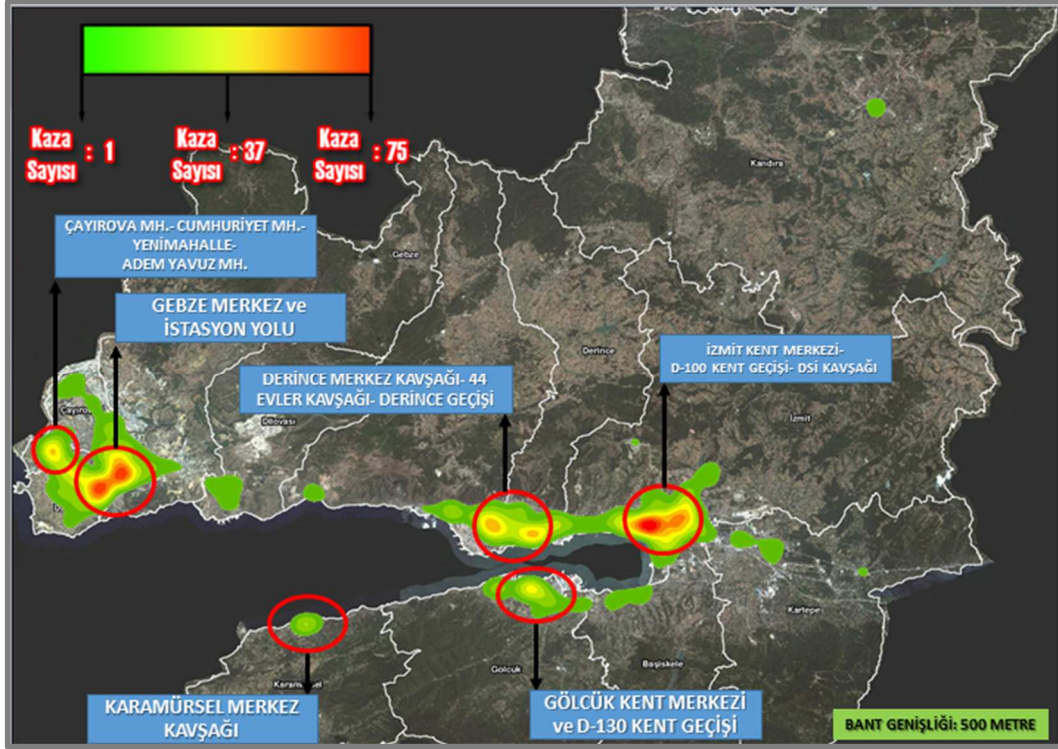 Kaza
Sayısı : 1
Kaza
Sayısı : 37
Kaza
Sayısı : 75
ÇAYIROVA MH.- CUMHURİYET MH.-
YENİMAHALLE-
ADEM YAVUZ MH.
GEBZE MERKEZ ve
İSTASYON YOLU
DERİNCE MERKEZ KAVŞAĞI- 44
EVLER KAVŞAĞI- DERİNCE GEÇİŞİ
İZMİT KENT MERKEZİ-
D-100 KENT GEÇİŞİ- DSİ KAVŞAĞI
Kandıra
Gebze
Derince
İzmit
Dilovası
Kartepe
Başiskele
Gölcük
KARAMÜRSEL MERKEZ
KAVŞAĞI
GÖLCÜK KENT MERKEZİ
ve D-130 KENT GEÇİŞİ
BANT GENİŞLİĞİ: 500 METRE